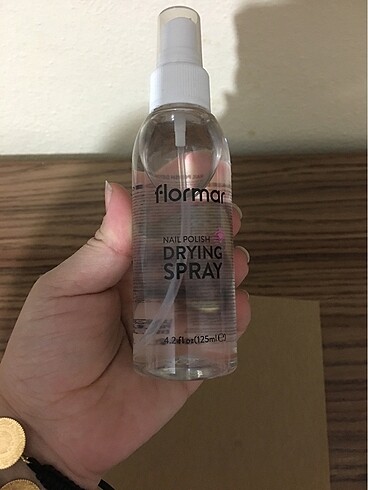 flormar
NAIL POLISH
DRYING
SPRAY
4.2 fl.oz.(125ml e)